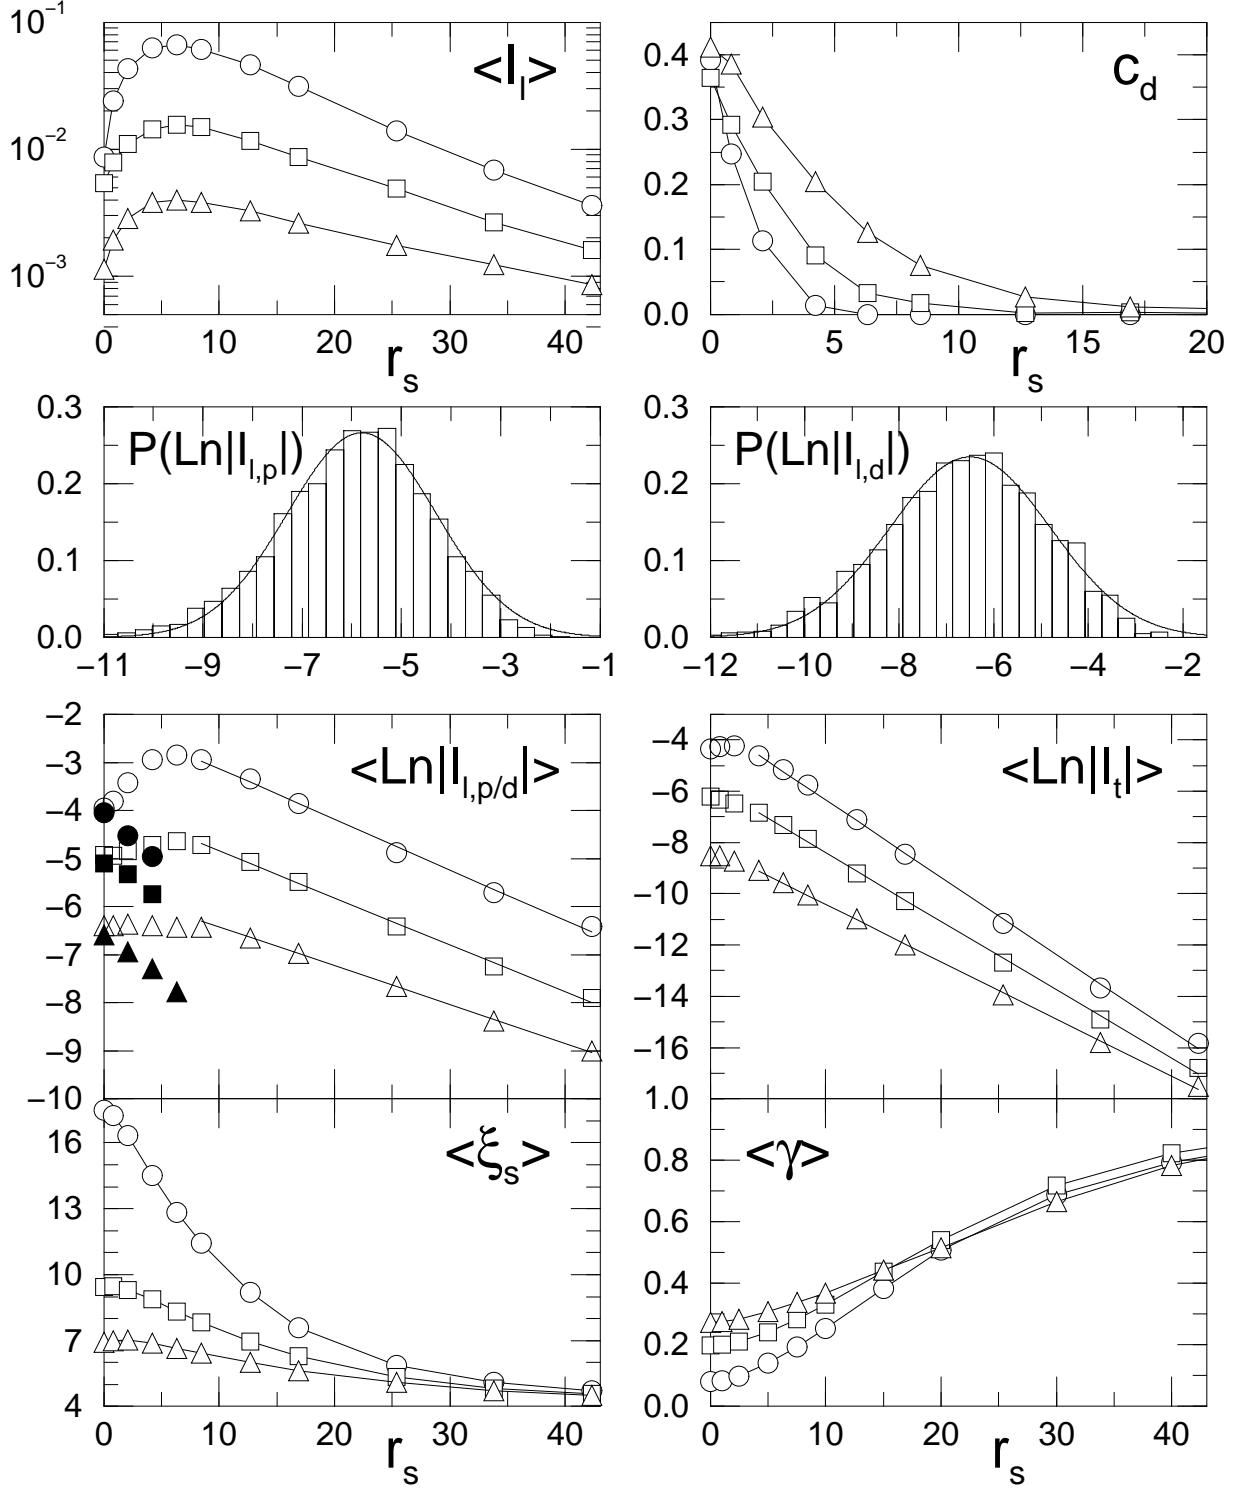 10⁻¹
10⁻²
10⁻³
<I_l>
0 10 20 30 40
r_s
0.4
0.3
0.2
0.1
0.0
c_d
0 5 10 15 20
r_s
0.3
0.2
0.1
0.0
P(Ln|I_{l,p}|)
−11 −9 −7 −5 −3 −1
0.3
0.2
0.1
0.0
P(Ln|I_{l,d}|)
−12 −10 −8 −6 −4 −2
−2
−3
−4
−5
−6
−7
−8
−9
−10
<Ln|I_{l,p/d}|>
−4
−6
−8
−10
−12
−14
−16
<Ln|I_t|>
16
13
10
7
4
<ξ_s>
0 10 20 30 40
r_s
1.0
0.8
0.6
0.4
0.2
0.0
<γ>
0 10 20 30 40
r_s